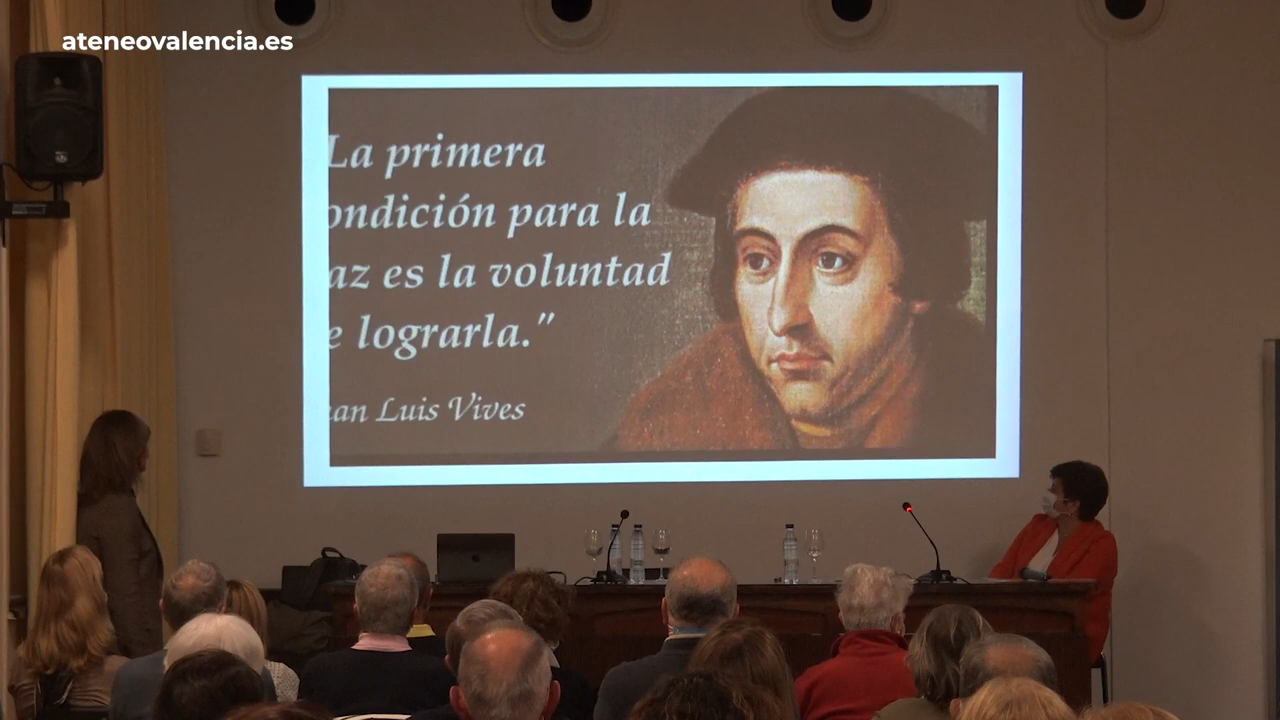 ateneovalencia.es
La primera
ondición para la
az es la voluntad
e lograrla."
an Luis Vives